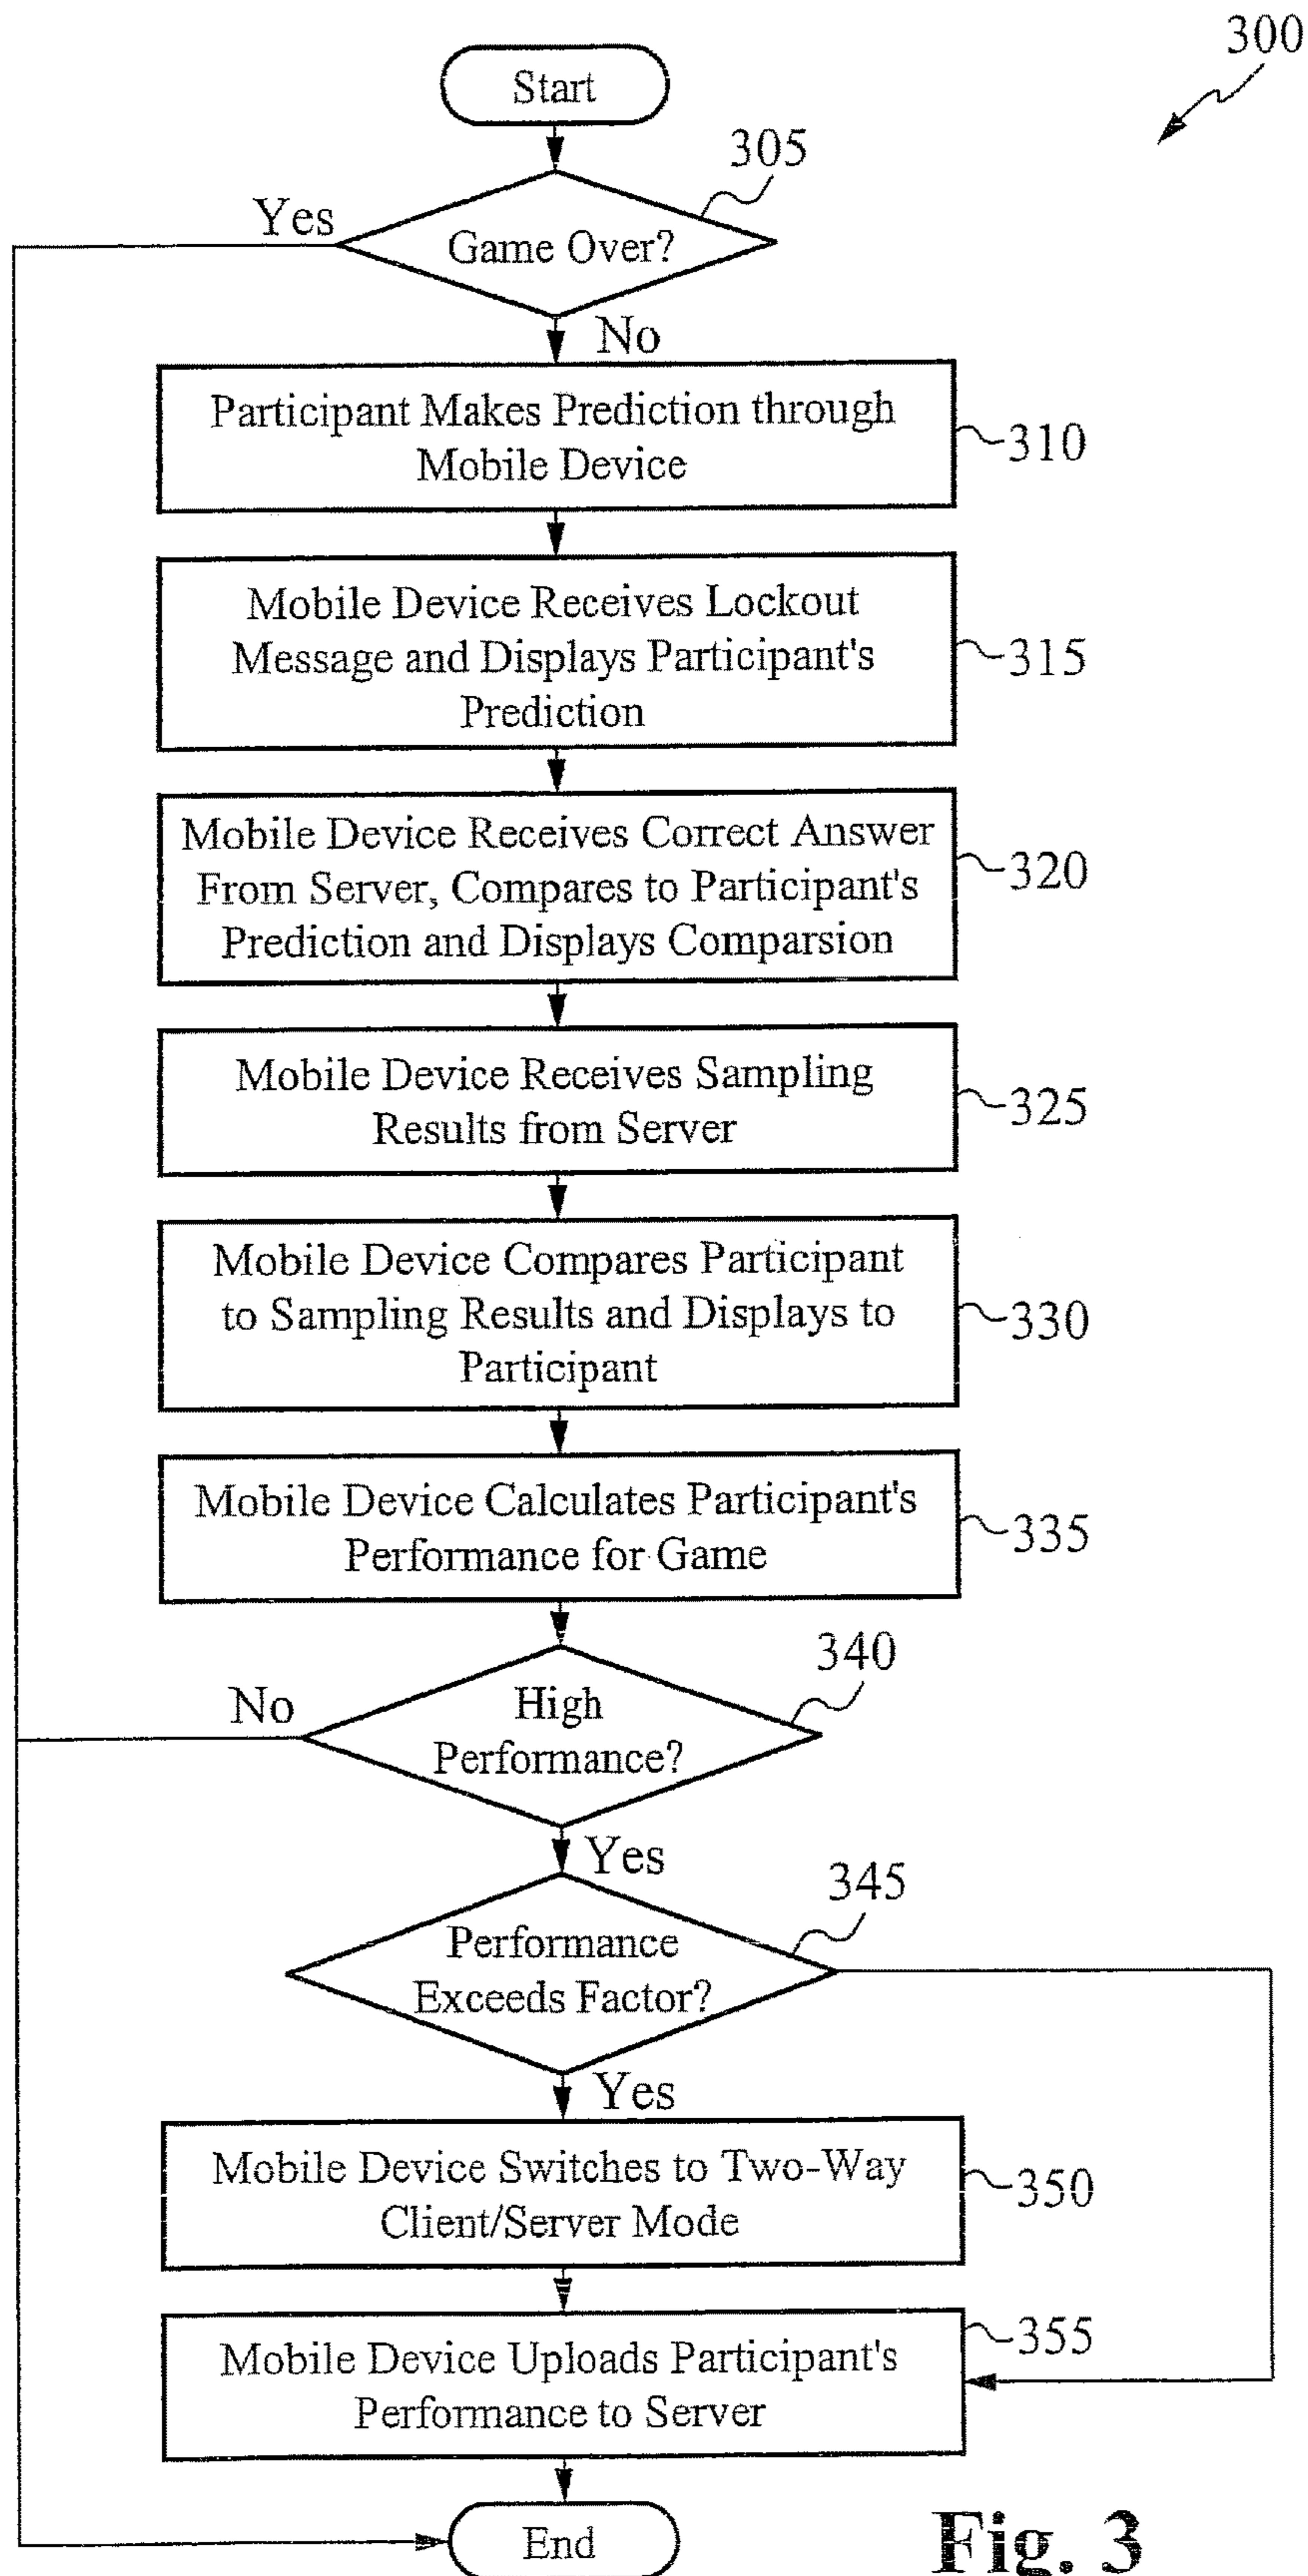 300
Start
305
Yes
Game Over?
No
Participant Makes Prediction through
Mobile Device
310
Mobile Device Receives Lockout
Message and Displays Participant's
Prediction
315
Mobile Device Receives Correct Answer
From Server, Compares to Participant's
Prediction and Displays Comparsion
320
Mobile Device Receives Sampling
Results from Server
325
Mobile Device Compares Participant
to Sampling Results and Displays to
Participant
330
Mobile Device Calculates Participant's
Performance for Game
335
340
No
High
Performance?
Yes
345
Performance
Exceeds Factor?
Yes
Mobile Device Switches to Two-Way
Client/Server Mode
350
Mobile Device Uploads Participant's
Performance to Server
355
End
Fig. 3